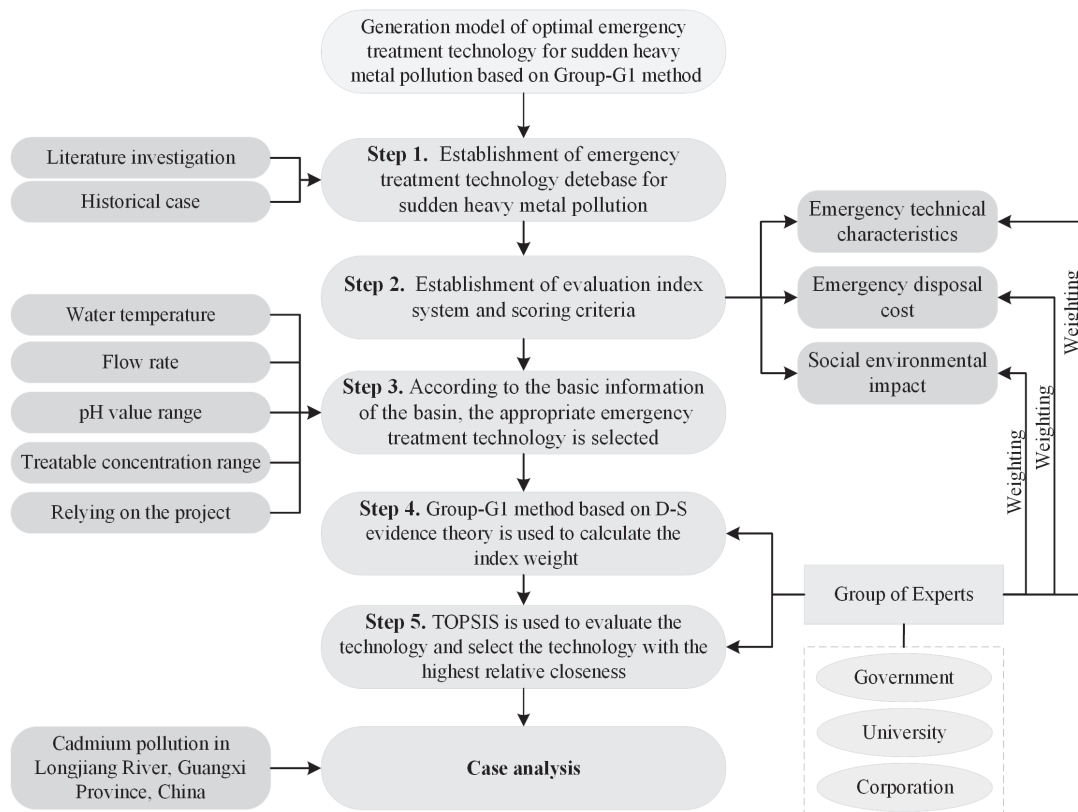 Generation model of optimal emergency
treatment technology for sudden heavy
metal pollution based on Group-G1 method
Literature investigation
Historical case
Step 1. Establishment of emergency
treatment technology detebase for
sudden heavy metal pollution
Step 2. Establishment of evaluation index
system and scoring criteria
Emergency technical
characteristics
Emergency disposal
cost
Social environmental
impact
Weighting
Weighting
Weighting
Water temperature
Flow rate
pH value range
Treatable concentration range
Relying on the project
Step 3. According to the basic information
of the basin, the appropriate emergency
treatment technology is selected
Step 4. Group-G1 method based on D-S
evidence theory is used to calculate the
index weight
Step 5. TOPSIS is used to evaluate the
technology and select the technology with the
highest relative closeness
Group of Experts
Government
University
Corporation
Cadmium pollution in
Longjiang River, Guangxi
Province, China
Case analysis